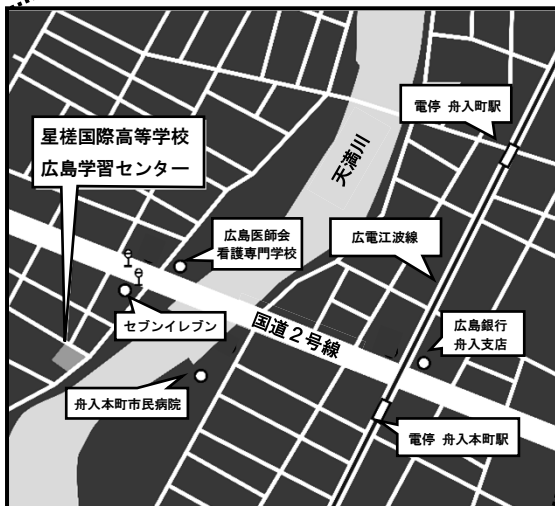 電停 舟入町駅
星槎国際高等学校
広島学習センター
天満川
広島医師会
看護専門学校
広電江波線
セブンイレブン
国道２号線
広島銀行
舟入支店
舟入本町市民病院
電停 舟入本町駅